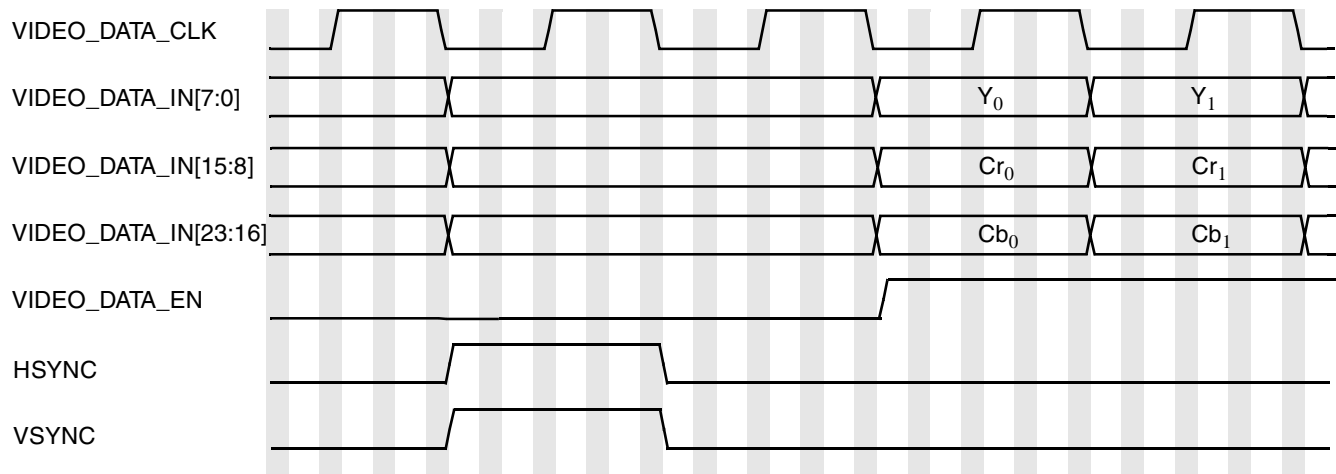 VIDEO_DATA_CLK
VIDEO_DATA_IN[7:0] Y0 Y1
VIDEO_DATA_IN[15:8] Cr0 Cr1
VIDEO_DATA_IN[23:16] Cb0 Cb1
VIDEO_DATA_EN
HSYNC
VSYNC